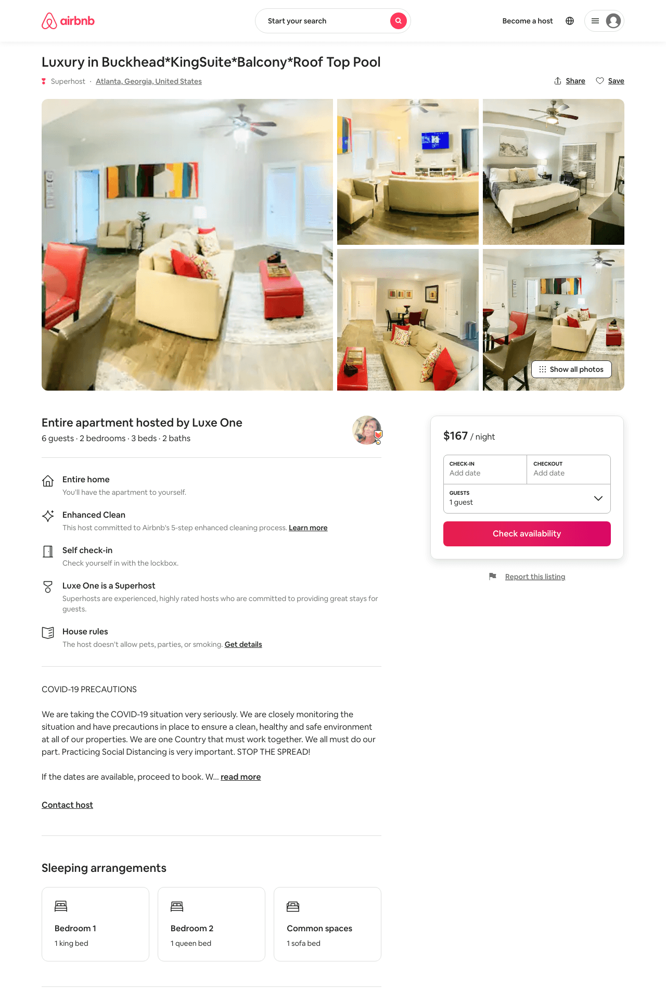 airbnb
Start your search
Become a host
Luxury in Buckhead*KingSuite*Balcony*Roof Top Pool
Superhost · Atlanta, Georgia, United States
Share
Save
Show all photos
Entire apartment hosted by Luxe One
6 guests · 2 bedrooms · 3 beds · 2 baths
Entire home
You’ll have the apartment to yourself.
Enhanced Clean
This host committed to Airbnb's 5-step enhanced cleaning process. Learn more
Self check-in
Check yourself in with the lockbox.
Luxe One is a Superhost
Superhosts are experienced, highly rated hosts who are committed to providing great stays for
guests.
House rules
The host doesn’t allow pets, parties, or smoking. Get details
$167 / night
CHECK-IN
Add date
CHECKOUT
Add date
GUESTS
1 guest
Check availability
Report this listing
COVID-19 PRECAUTIONS
We are taking the COVID-19 situation very seriously. We are closely monitoring the
situation and have precautions in place to ensure a clean, healthy and safe environment
at all of our properties. We are one Country that must work together. We all must do our
part. Practicing Social Distancing is very important. STOP THE SPREAD!
If the dates are available, proceed to book. W... read more
Contact host
Sleeping arrangements
Bedroom 1
1 king bed
Bedroom 2
1 queen bed
Common spaces
1 sofa bed